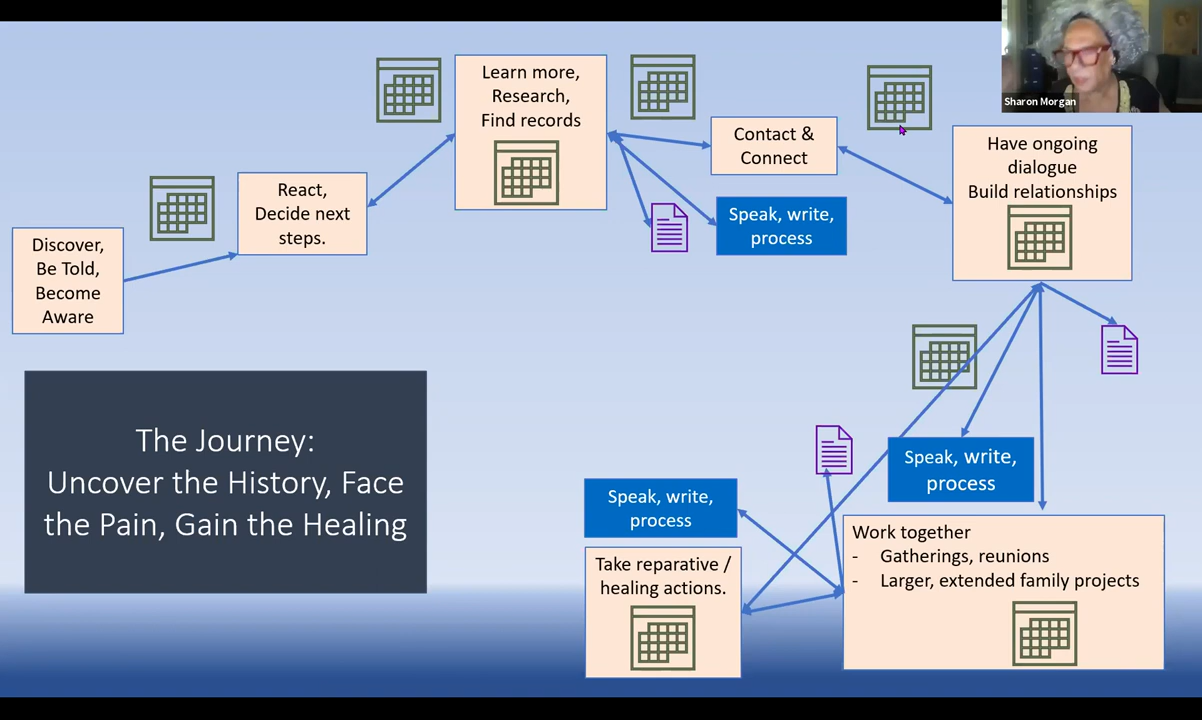 Sharon Morgan
Learn more,
Research,
Find records
Contact &
Connect
Have ongoing
dialogue
Build relationships
React,
Decide next
steps.
Speak, write,
process
Discover,
Be Told,
Become
Aware
The Journey:
Uncover the History, Face
the Pain, Gain the Healing
Speak, write,
process
Speak, write,
process
Take reparative /
healing actions.
Work together
- Gatherings, reunions
- Larger, extended family projects